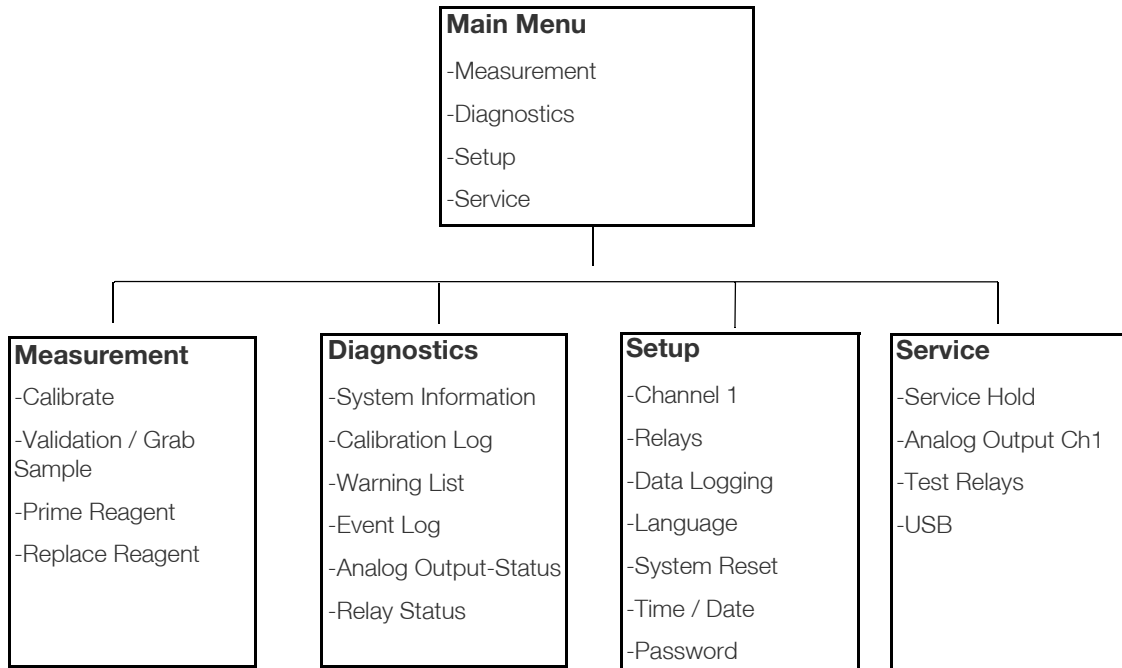 Main Menu
-Measurement
-Diagnostics
-Setup
-Service
Measurement
-Calibrate
-Validation / Grab
Sample
-Prime Reagent
-Replace Reagent
Diagnostics
-System Information
-Calibration Log
-Warning List
-Event Log
-Analog Output-Status
-Relay Status
Setup
-Channel 1
-Relays
-Data Logging
-Language
-System Reset
-Time / Date
-Password
Service
-Service Hold
-Analog Output Ch1
-Test Relays
-USB